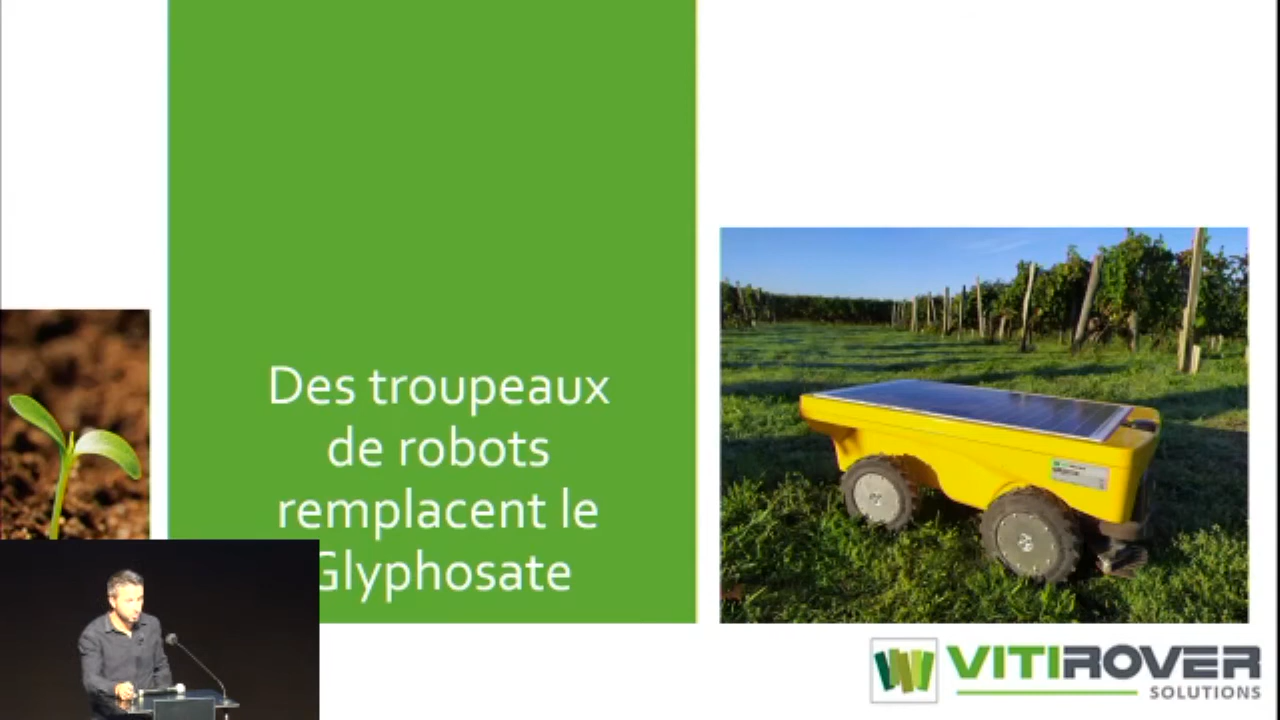 Des troupeaux
de robots
remplacent le
Glyphosate
VITIROVER
SOLUTIONS